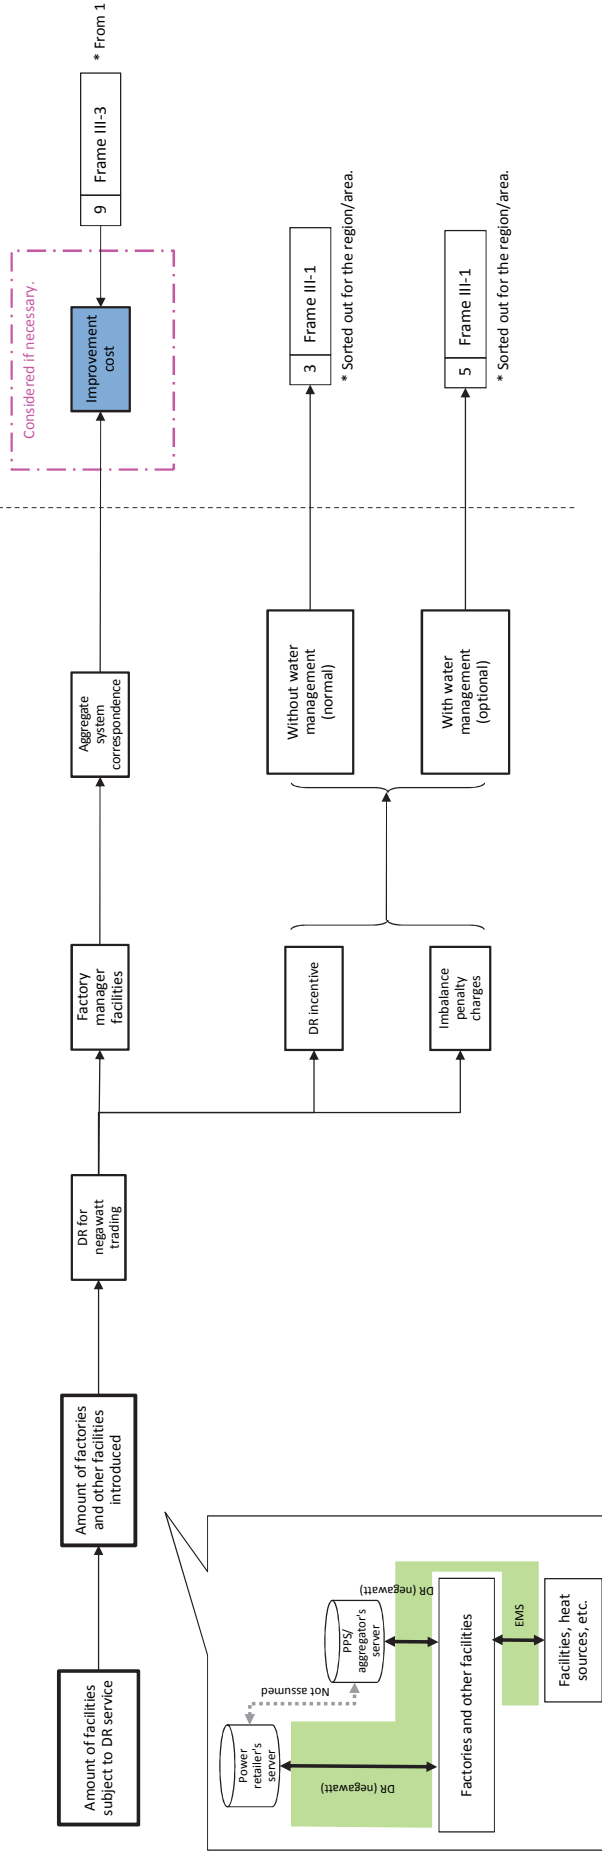 Amount of facilities
subject to DR service
Amount of factories
and other facilities
introduced
DR for
negawatt
trading
Factory
manager
facilities
Aggregate
system
correspondence
Considered if necessary.
Improvement
cost
9 Frame III-3
* From 1
DR incentive
Imbalance
penalty
charges
Without water
management
(normal)
3 Frame III-1
* Sorted out for the region/area.
With water
management
(optional)
5 Frame III-1
* Sorted out for the region/area.
Power
retailer's
server
Not assumed
PPS/
aggregator's
server
DR (negawatt)
DR (negawatt)
Factories and other facilities
EMS
Facilities, heat
sources, etc.